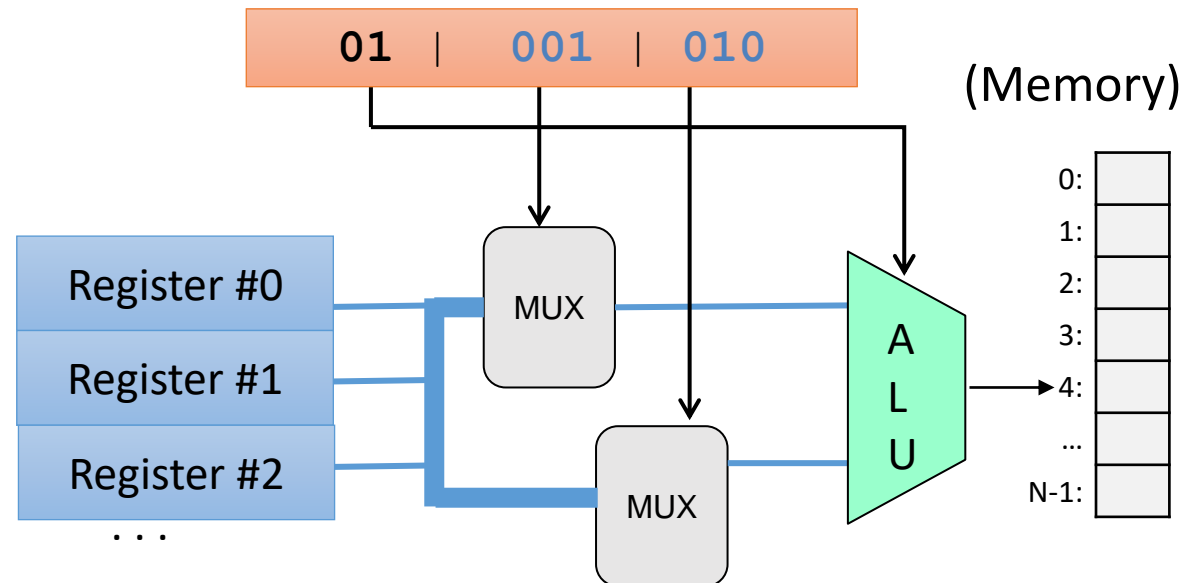 01 | 001 | 010
(Memory)
0:
1:
2:
3:
4:
...
N-1:
Register #0
Register #1
Register #2
. . .
MUX
MUX
A
L
U